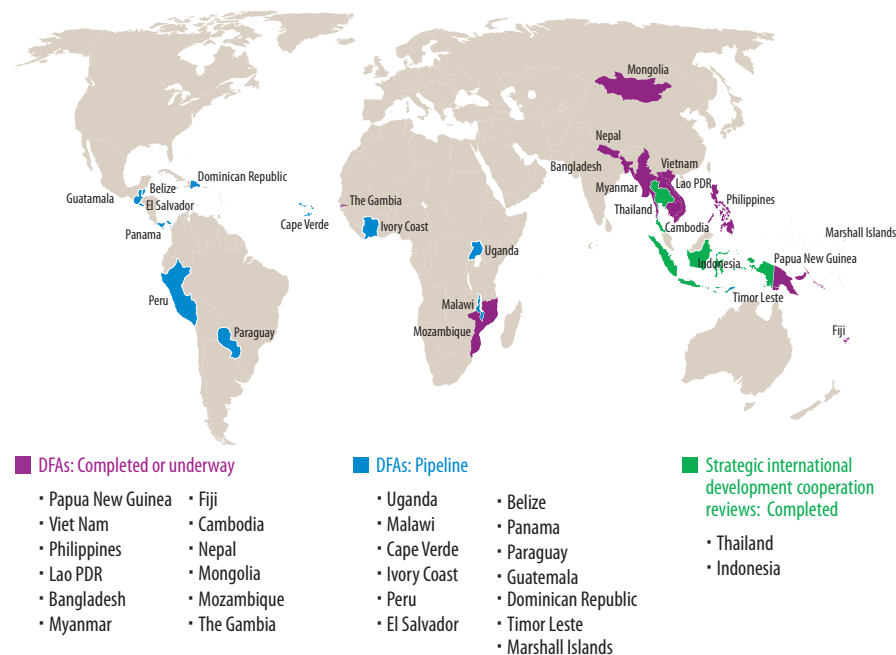 Mongolia
Nepal
Bangladesh
Vietnam
Myanmar
Lao PDR
Thailand
Philippines
Cambodia
Dominican Republic
Belize
Guatamala
El Salvador
Panama
The Gambia
Cape Verde
Ivory Coast
Uganda
Marshall Islands
Indonesia
Papua New Guinea
Peru
Malawi
Timor Leste
Paraguay
Mozambique
Fiji
DFAs: Completed or underway
· Papua New Guinea
· Viet Nam
· Philippines
· Lao PDR
· Bangladesh
· Myanmar
· Fiji
· Cambodia
· Nepal
· Mongolia
· Mozambique
· The Gambia
DFAs: Pipeline
· Uganda
· Malawi
· Cape Verde
· Ivory Coast
· Peru
· El Salvador
· Belize
· Panama
· Paraguay
· Guatemala
· Dominican Republic
· Timor Leste
· Marshall Islands
Strategic international
development cooperation
reviews: Completed
· Thailand
· Indonesia